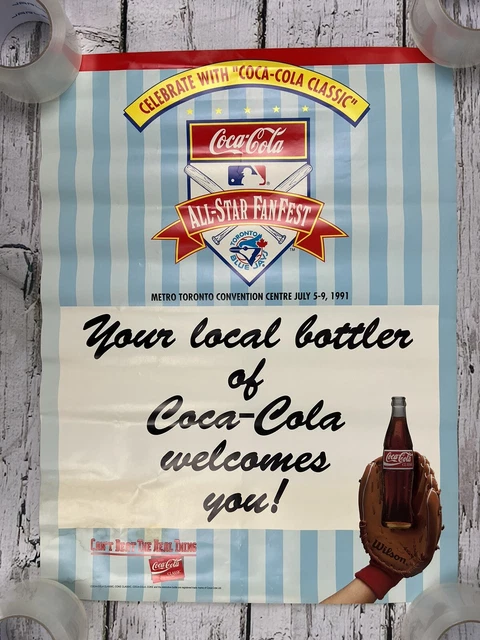 CELEBRATE WITH "COCA-COLA CLASSIC"
Coca-Cola
ALL-STAR FANFEST
TORONTO
BLUE JAYS
METRO TORONTO CONVENTION CENTRE JULY 5-9, 1991
Your local bottler
of
Coca-Cola
welcomes
you!
Coca-Cola
Wilson
CAN'T BEAT THE REAL THING
Coca-Cola